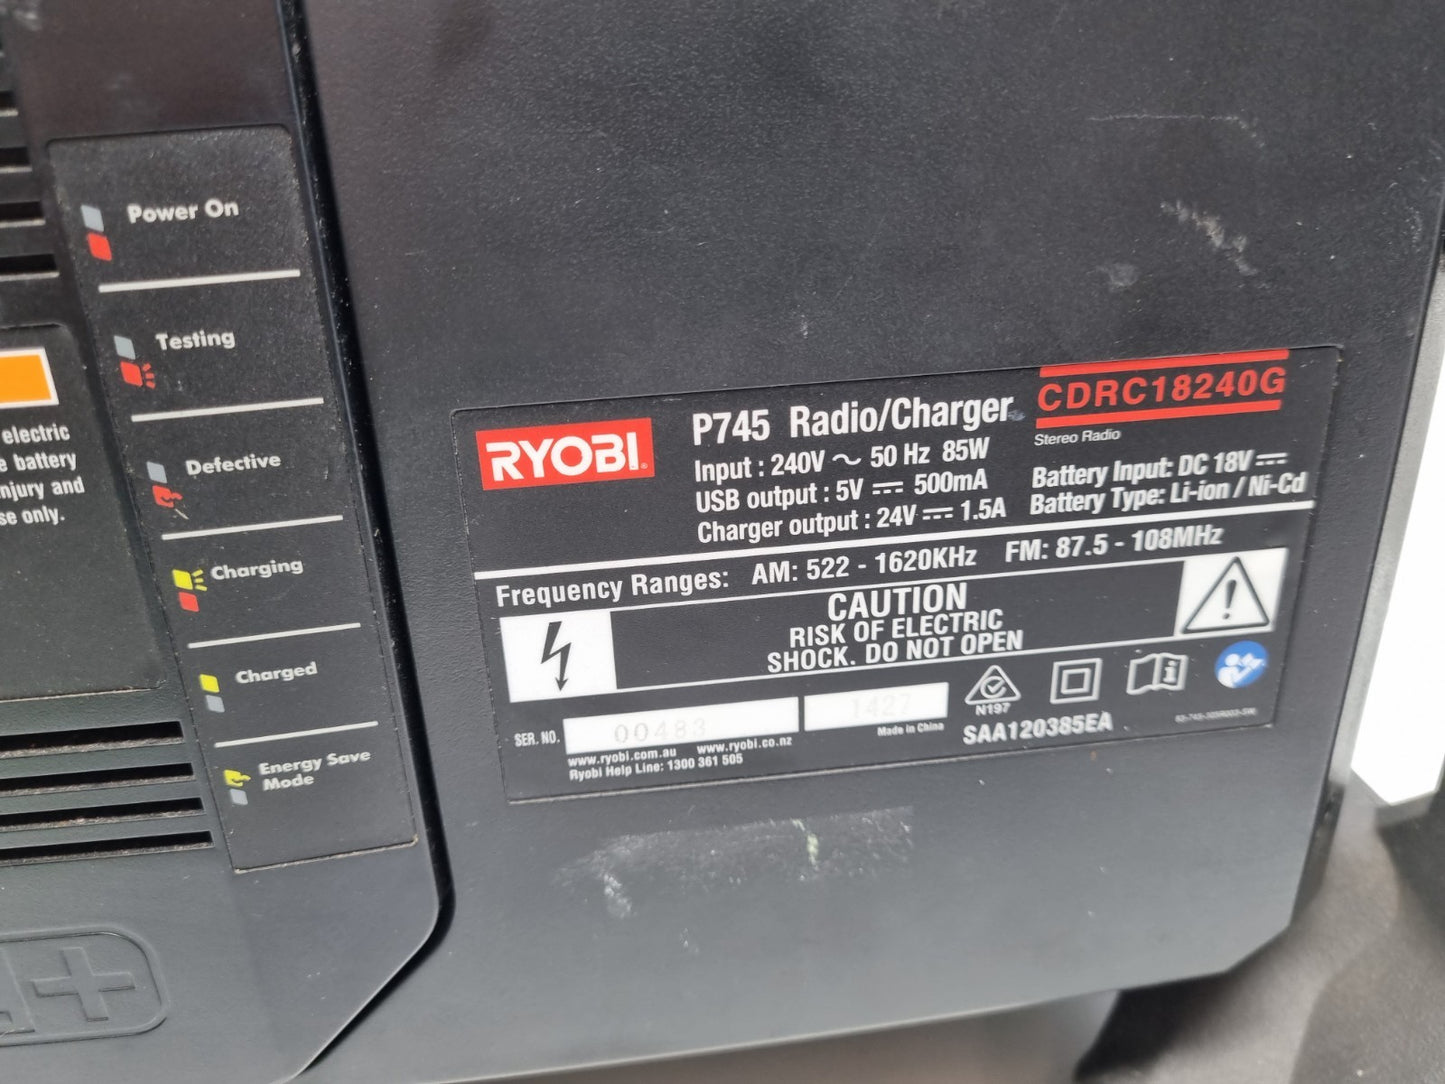 Power On
Testing
Defective
Charging
Charged
Energy Save
Mode
electric
battery
njury and
se only.
RYOBI
P745 Radio/Charger
Input : 240V ~ 50 Hz 85W
USB output : 5V ⎓ 500mA
Charger output : 24V ⎓ 1.5A
CDRC18240G
Stereo Radio
Battery Input: DC 18V ⎓
Battery Type: Li-ion / Ni-Cd
Frequency Ranges: AM: 522 - 1620KHz FM: 87.5 - 108MHz
CAUTION
RISK OF ELECTRIC
SHOCK. DO NOT OPEN
SER. NO. 00483
1427
Made in China
N197
SAA120385EA
www.ryobi.com.au www.ryobi.co.nz
Ryobi Help Line: 1300 361 505